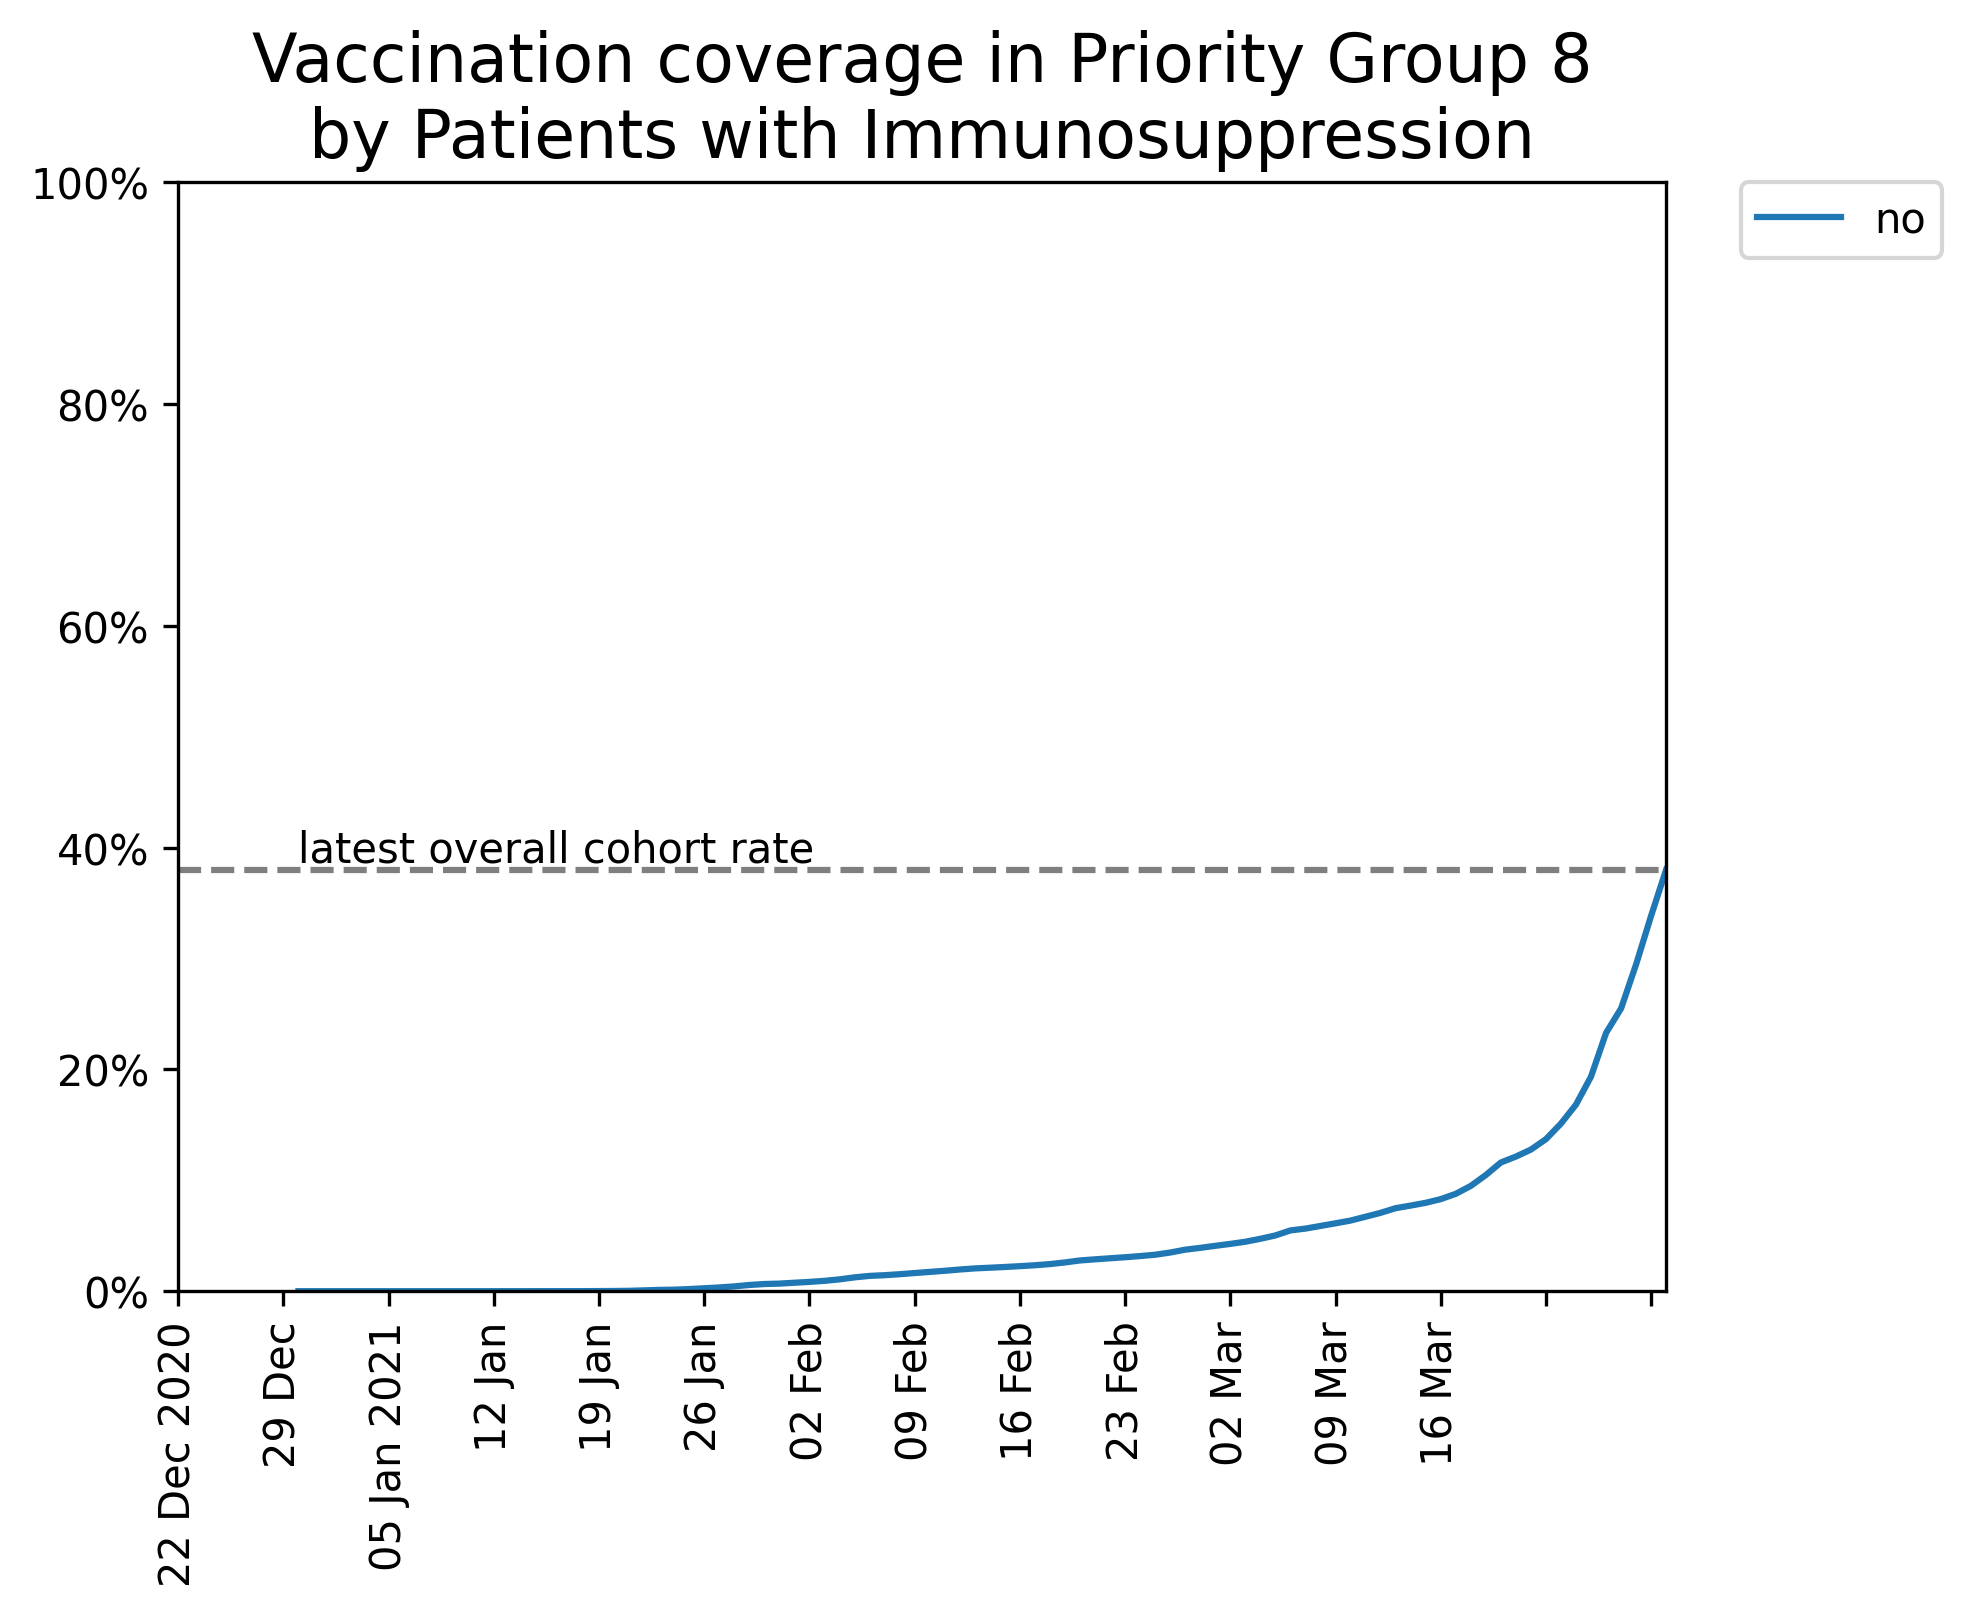 Vaccination coverage in Priority Group 8
by Patients with Immunosuppression
100%
80%
60%
40%
20%
0%
latest overall cohort rate
no
22 Dec 2020
29 Dec
05 Jan 2021
12 Jan
19 Jan
26 Jan
02 Feb
09 Feb
16 Feb
23 Feb
02 Mar
09 Mar
16 Mar